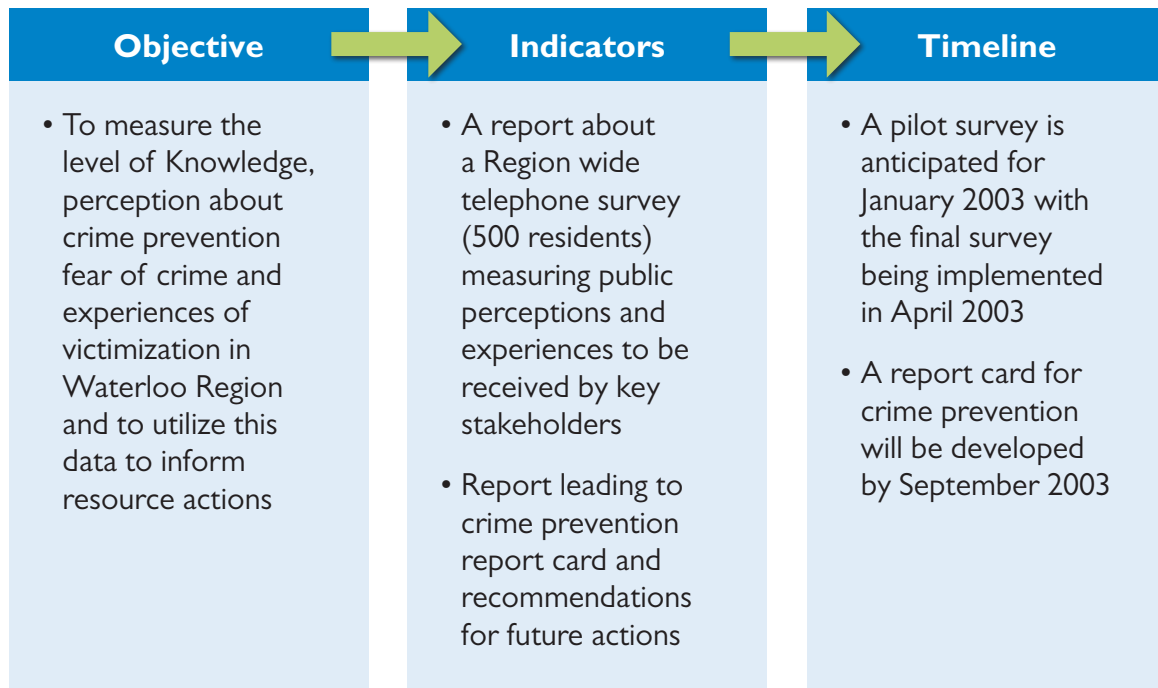 Objective
• To measure the
level of Knowledge,
perception about
crime prevention
fear of crime and
experiences of
victimization in
Waterloo Region
and to utilize this
data to inform
resource actions
Indicators
• A report about
a Region wide
telephone survey
(500 residents)
measuring public
perceptions and
experiences to be
received by key
stakeholders
• Report leading to
crime prevention
report card and
recommendations
for future actions
Timeline
• A pilot survey is
anticipated for
January 2003 with
the final survey
being implemented
in April 2003
• A report card for
crime prevention
will be developed
by September 2003